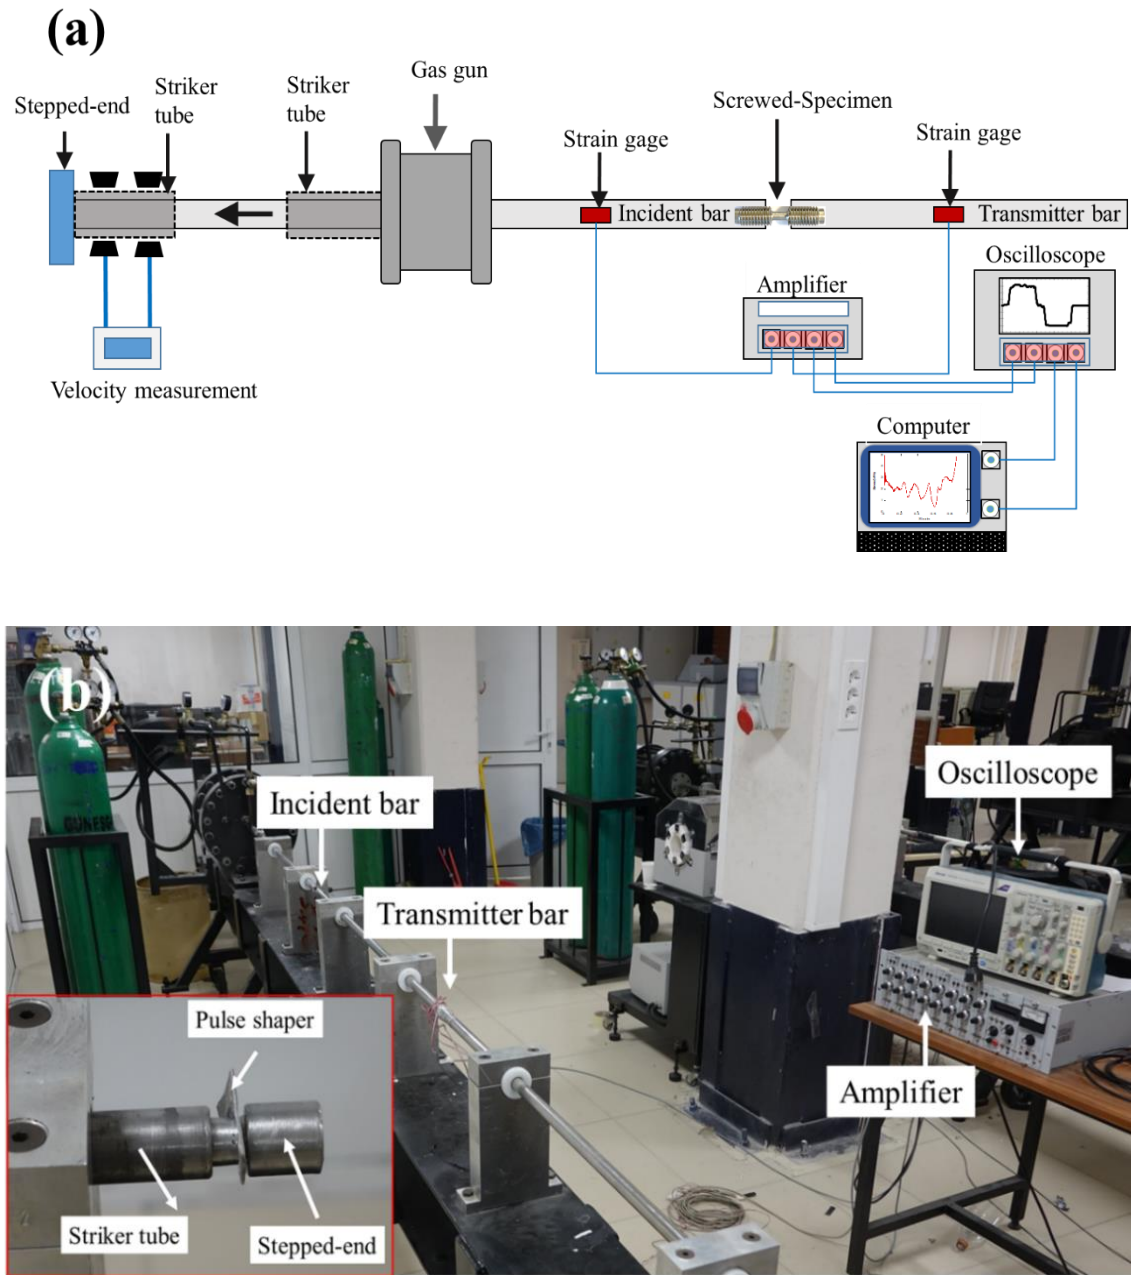 (a)
Gas gun
Striker
tube
Striker
tube
Stepped-end
Screwed-Specimen
Strain gage
Strain gage
Incident bar
Transmitter bar
Oscilloscope
Amplifier
Velocity measurement
Computer
(b)
GÜNEŞ
Oscilloscope
Incident bar
Transmitter bar
Pulse shaper
Amplifier
Striker tube
Stepped-end